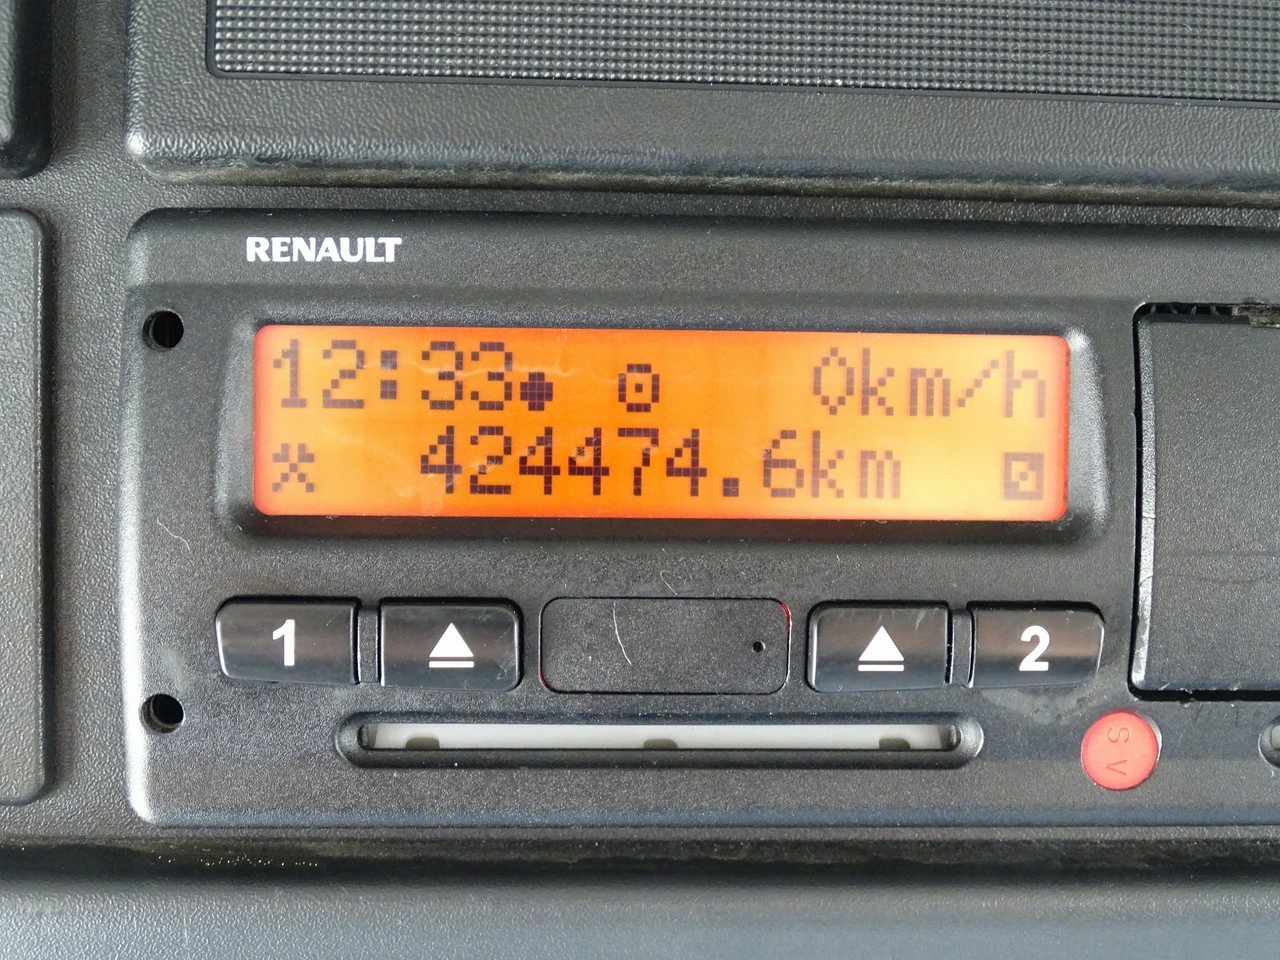 RENAULT
12:33 0km/h
424474.6km
1 2
SV